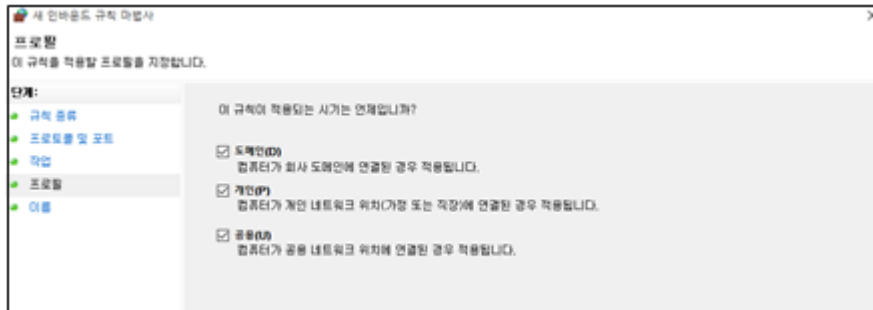 새 인바운드 규칙 마법사
프로필
이 규칙을 적용할 프로필을 지정합니다.
단계:
규칙 종류
프로토콜 및 포트
작업
프로필
이름
이 규칙이 적용되는 시기는 언제입니까?
도메인(D)
컴퓨터가 회사 도메인에 연결된 경우 적용됩니다.
개인(P)
컴퓨터가 개인 네트워크 위치(가정 또는 직장)에 연결된 경우 적용됩니다.
공용(U)
컴퓨터가 공용 네트워크 위치에 연결된 경우 적용됩니다.